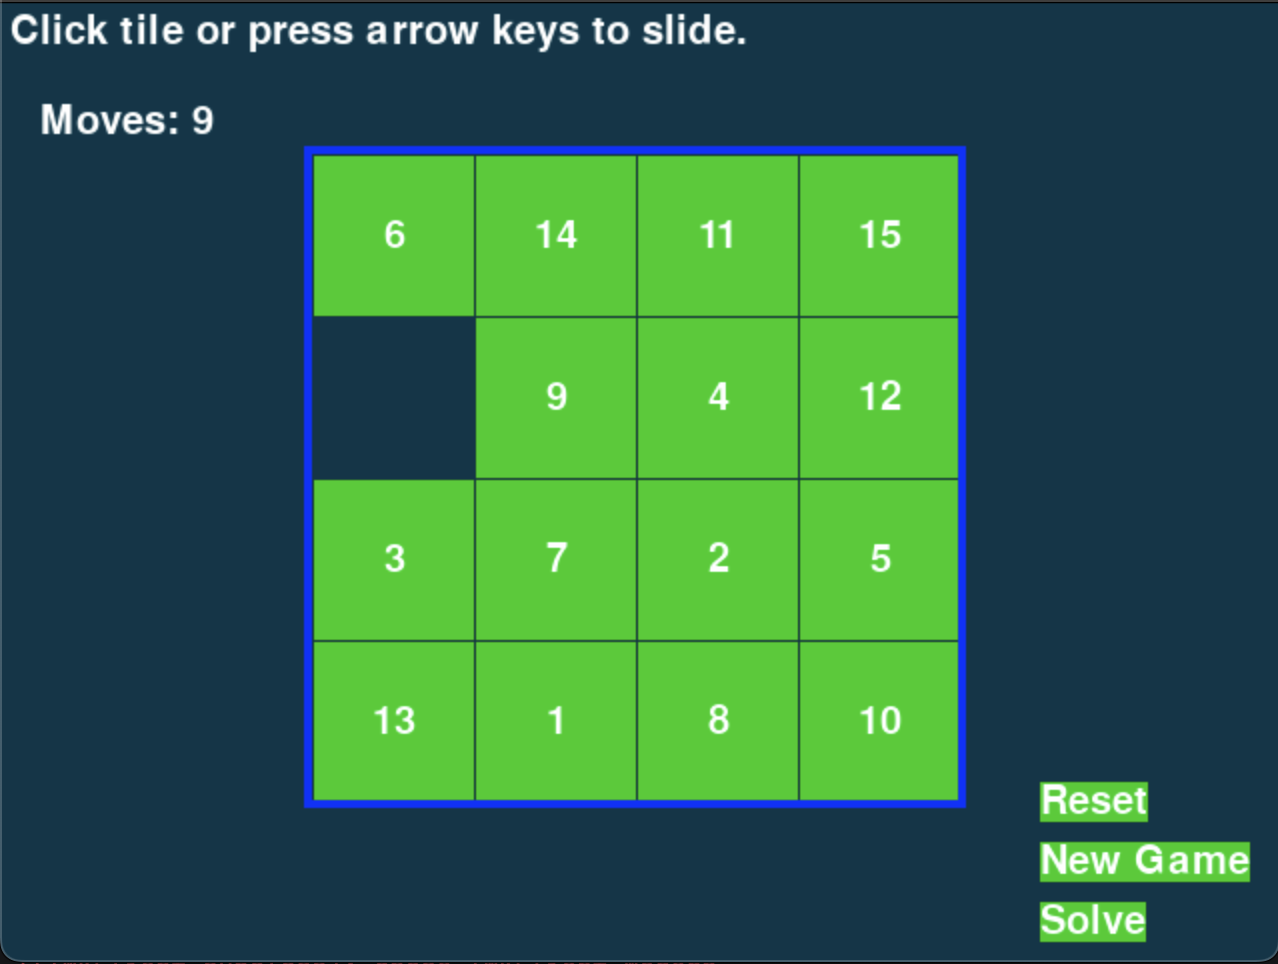 Click tile or press arrow keys to slide.
Moves: 9
6 14 11 15
9 4 12
3 7 2 5
13 1 8 10
Reset
New Game
Solve